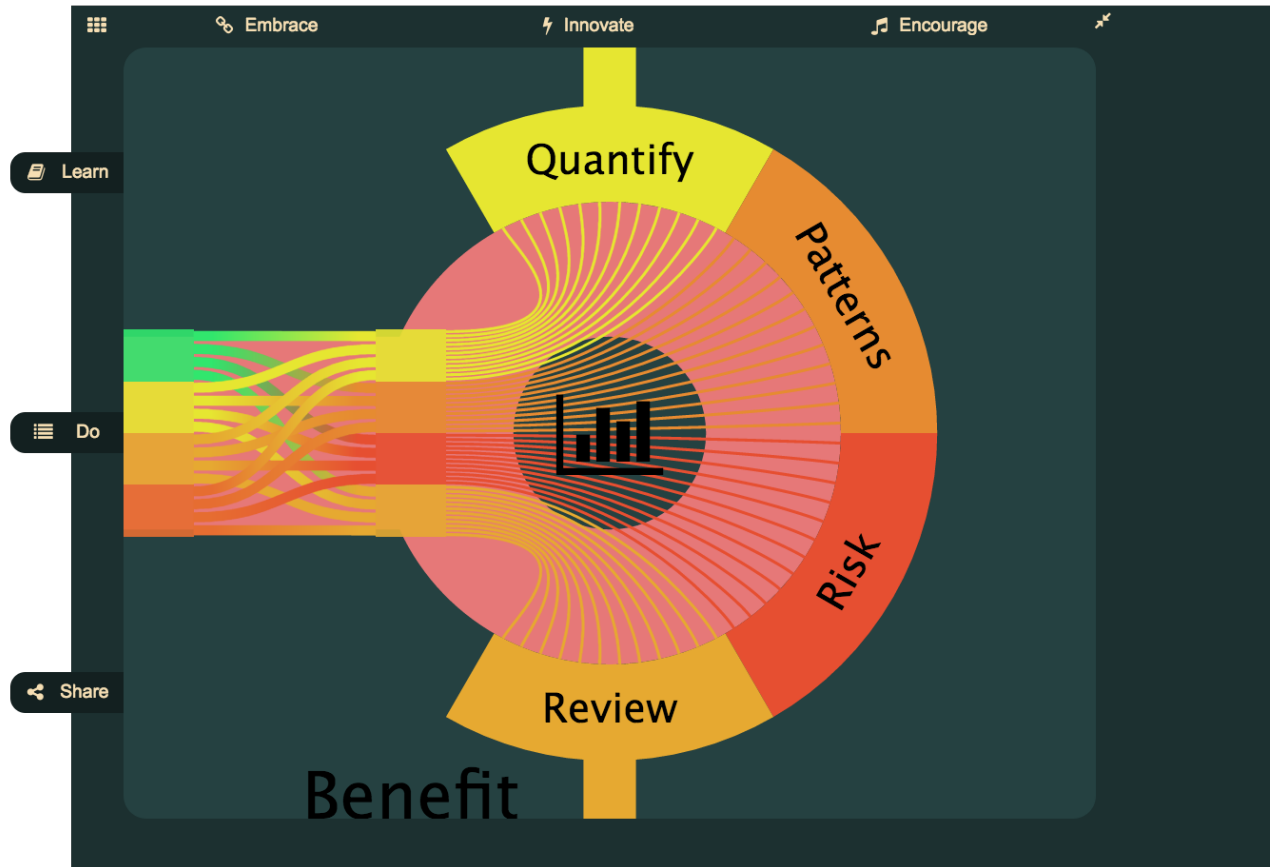 Embrace
Innovate
Encourage
Learn
Quantify
Patterns
Do
Risk
Share
Review
Benefit